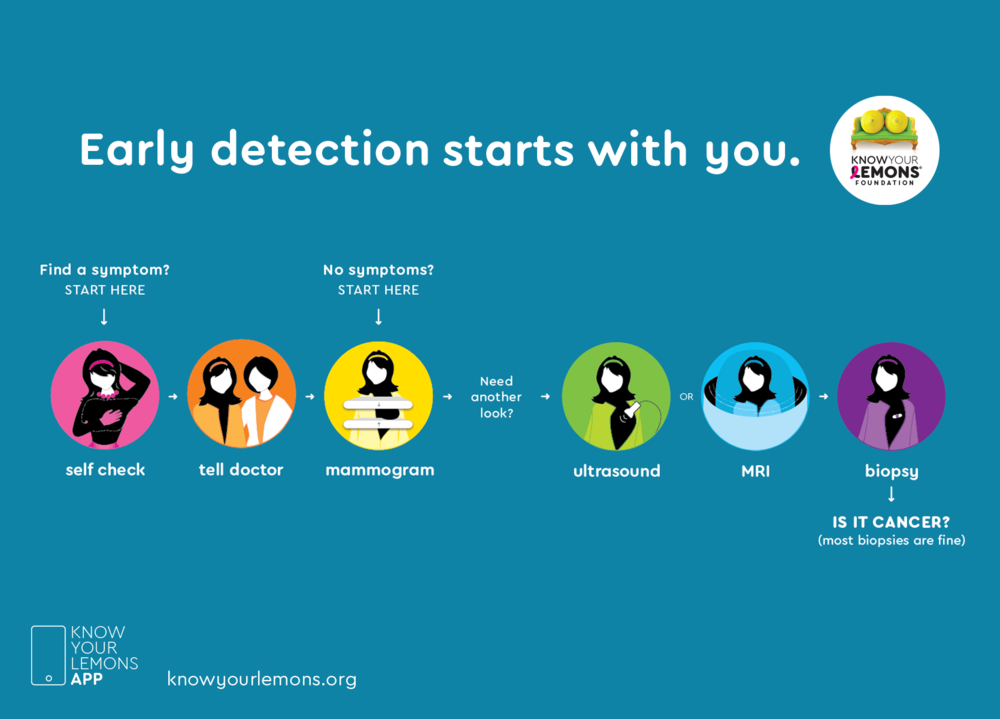 Early detection starts with you.
KNOWYOUR
LEMONS®
FOUNDATION
Find a symptom?
START HERE
↓
No symptoms?
START HERE
↓
→
→
→
Need
another
look?
→
OR
→
self check
tell doctor
mammogram
ultrasound
MRI
biopsy
↓
IS IT CANCER?
(most biopsies are fine)
KNOW
YOUR
LEMONS
APP
knowyourlemons.org